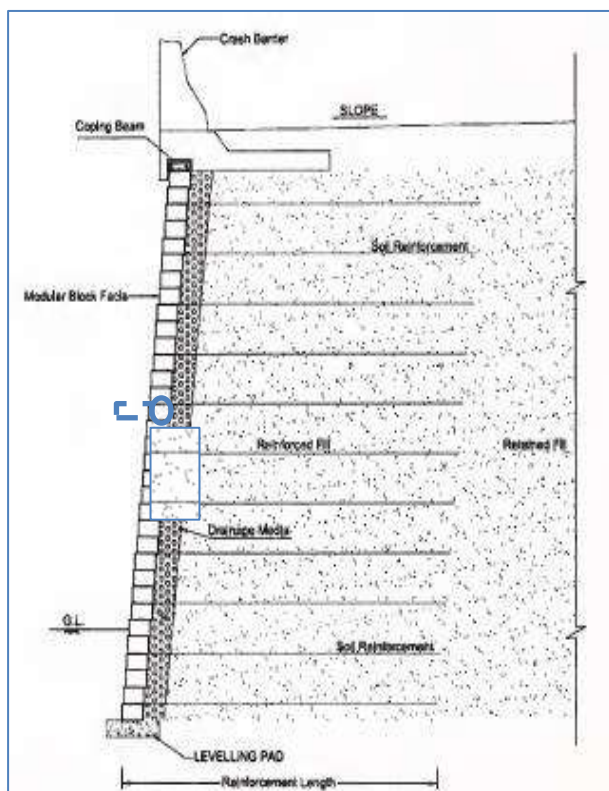 Crash Barrier
SLOPE
Coping Beam
Soil Reinforcement
Modular Block Facia
Reinforced Fill
Retained Fill
Drainage Media
G.L.
Soil Reinforcement
LEVELLING PAD
Reinforcement Length